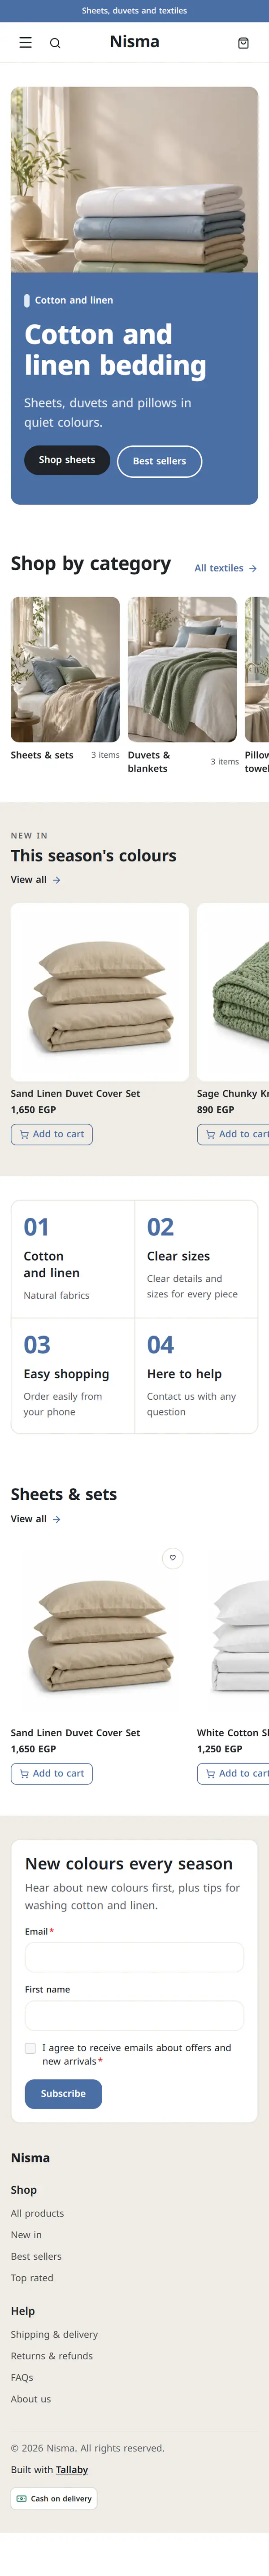 Sheets, duvets and textiles
Nisma
Cotton and linen
Cotton and
linen bedding
Sheets, duvets and pillows in
quiet colours.
Shop sheets
Best sellers
Shop by category
All textiles
Sheets & sets
3 items
Duvets &
blankets
3 items
NEW IN
This season's colours
View all
Sand Linen Duvet Cover Set
1,650 EGP
Add to cart
Sage Chunky
890 EGP
Add to cart
01
Cotton
and linen
Natural fabrics
02
Clear sizes
Clear details and
sizes for every piece
03
Easy shopping
Order easily from
your phone
04
Here to help
Contact us with any
question
Sheets & sets
View all
Sand Linen Duvet Cover Set
1,650 EGP
Add to cart
White Cotton
1,250 EGP
Add to cart
New colours every season
Hear about new colours first, plus tips for
washing cotton and linen.
Email*
First name
I agree to receive emails about offers and
new arrivals*
Subscribe
Nisma
Shop
All products
New in
Best sellers
Top rated
Help
Shipping & delivery
Returns & refunds
FAQs
About us
© 2026 Nisma. All rights reserved.
Built with Tallaby
Cash on delivery